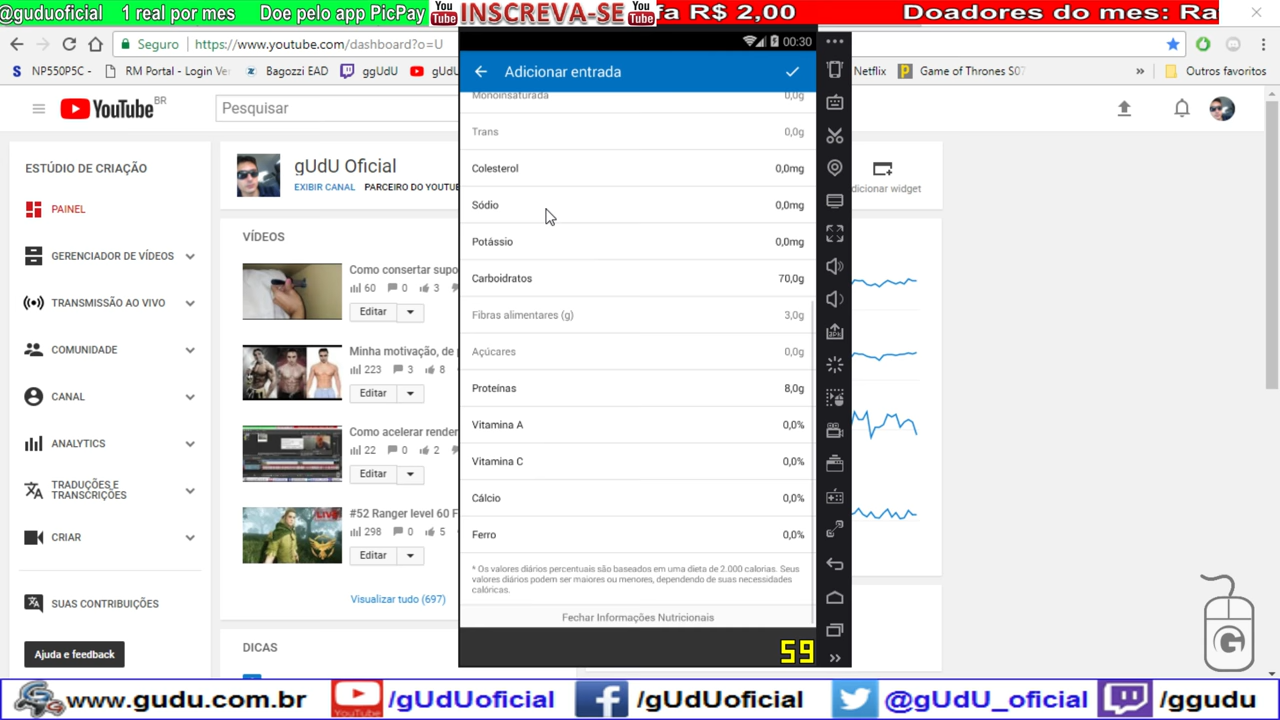 @guduoficial 1 real por mes Doe pelo app PicPay You Tube INSCREVA-SE You Tube fa R$ 2,00 Doadores do mes: Ra
Seguro https://www.youtube.com/dashboard?o=U
NP550P5C - RM Portal - Login Ver Bagozzi EAD ggUdU gUdU Netflix Game of Thrones S07 » Outros favoritos
00:30
Adicionar entrada
YouTube BR
Pesquisar
ESTÚDIO DE CRIAÇÃO
PAINEL
GERENCIADOR DE VÍDEOS
TRANSMISSÃO AO VIVO
COMUNIDADE
CANAL
ANALYTICS
TRADUÇÕES E
TRANSCRIÇÕES
CRIAR
SUAS CONTRIBUIÇÕES
Ajuda e feedback
gUdU Oficial
EXIBIR CANAL PARCEIRO DO YOUTUB
dicionar widget
VÍDEOS
Como consertar supo
60 0 3
Editar
Minha motivação, de p
223 3 8
Editar
Como acelerar render
22 0 2
Editar
#52 Ranger level 60 F
298 0 5
Editar
Visualizar tudo (697)
DICAS
Monoinsaturada 0,0g
Trans 0,0g
Colesterol 0,0mg
Sódio 0,0mg
Potássio 0,0mg
Carboidratos 70,0g
Fibras alimentares (g) 3,0g
Açúcares 0,0g
Proteínas 8,0g
Vitamina A 0,0%
Vitamina C 0,0%
Cálcio 0,0%
Ferro 0,0%
* Os valores diários percentuais são baseados em uma dieta de 2.000 calorias. Seus
valores diários podem ser maiores ou menores, dependendo de suas necessidades
calóricas.
Fechar Informações Nutricionais
59
www.gudu.com.br YouTube /gUdUoficial /gUdUoficial @gUdU_oficial /ggudu